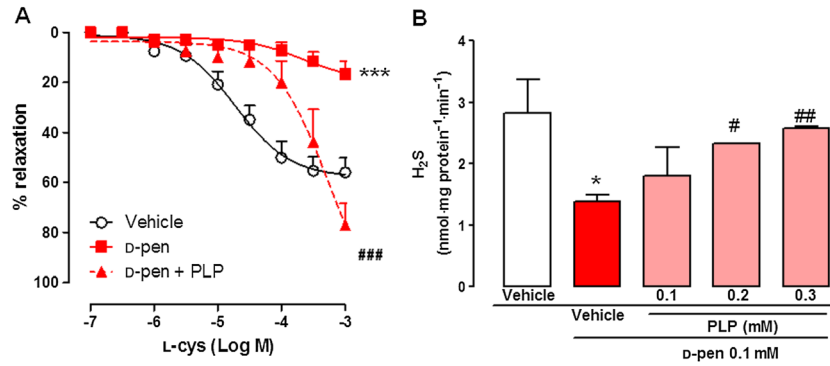 A
0
20
40
60
80
100
% relaxation
***
###
Vehicle
D-pen
D-pen + PLP
-7
-6
-5
-4
-3
L-cys (Log M)
B
4
3
2
1
0
H₂S
(nmol·mg protein⁻¹·min⁻¹)
*
#
##
Vehicle
0.1
0.2
0.3
Vehicle
PLP (mM)
D-pen 0.1 mM